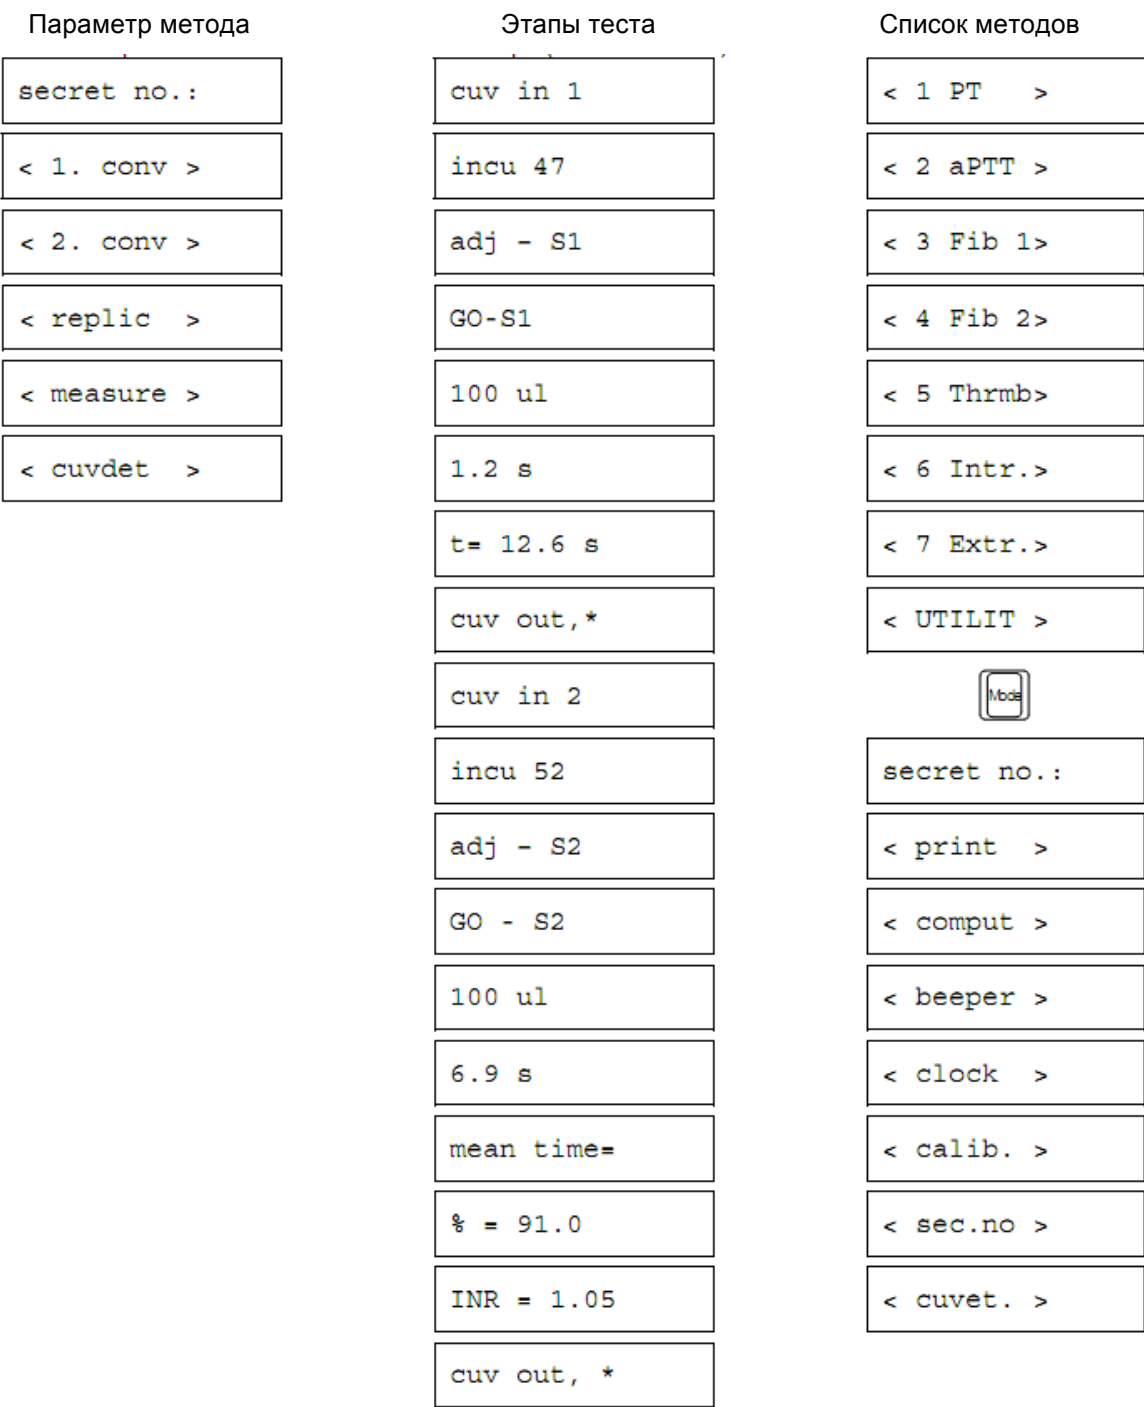 Параметр метода
secret no.:
< 1. conv >
< 2. conv >
< replic >
< measure >
< cuvdet >
Этапы теста
cuv in 1
incu 47
adj - S1
GO-S1
100 ul
1.2 s
t= 12.6 s
cuv out,*
cuv in 2
incu 52
adj - S2
GO - S2
100 ul
6.9 s
mean time=
% = 91.0
INR = 1.05
cuv out, *
Список методов
< 1 PT >
< 2 aPTT >
< 3 Fib 1>
< 4 Fib 2>
< 5 Thrmb>
< 6 Intr.>
< 7 Extr.>
< UTILIT >
Mode
secret no.:
< print >
< comput >
< beeper >
< clock >
< calib. >
< sec.no >
< cuvet. >